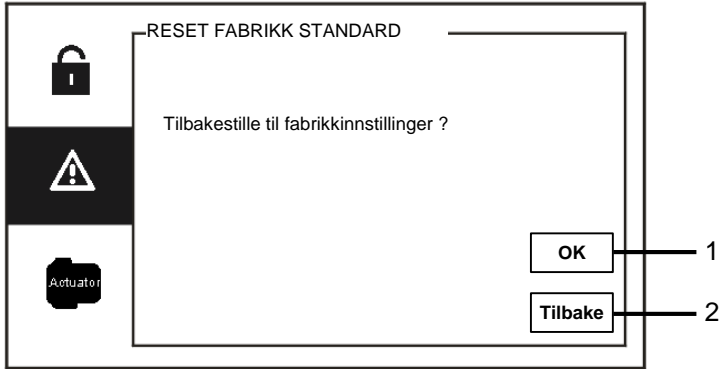 RESET FABRIKK STANDARD
Tilbakestille til fabrikkinnstillinger ?
Actuator
OK
1
Tilbake
2